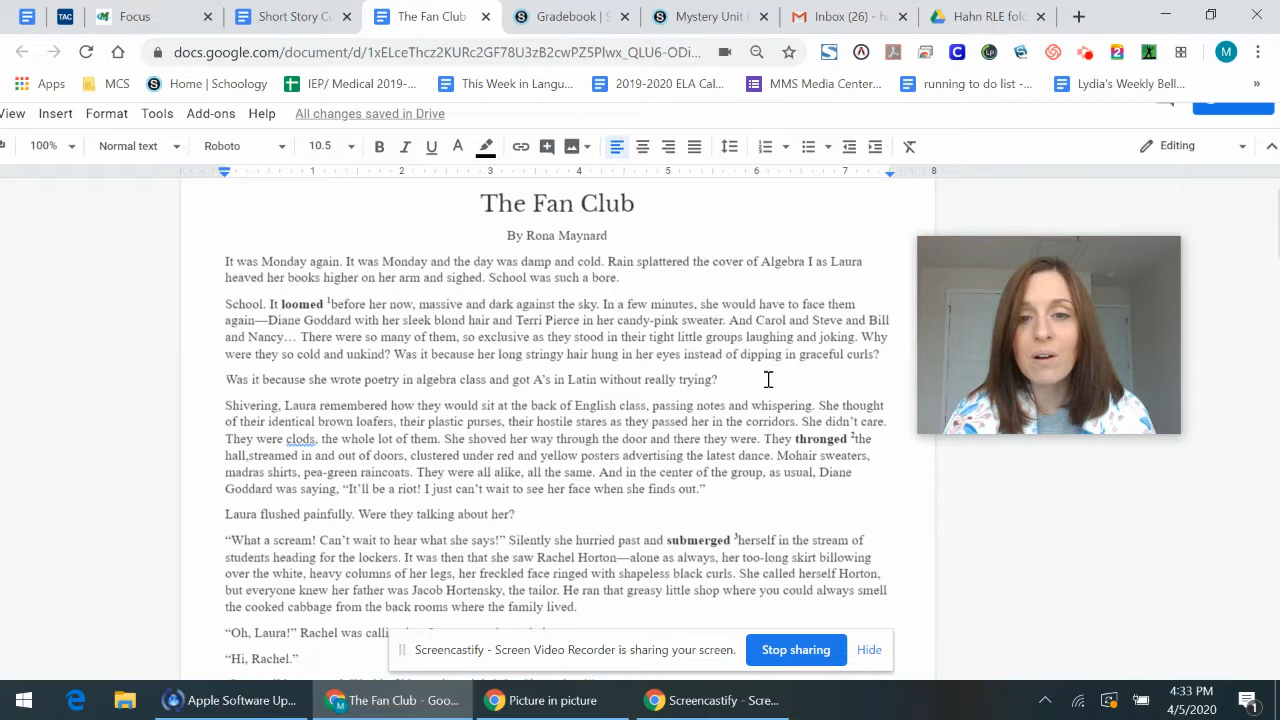 Focus
Short Story C
The Fan Club
Gradebook | S
Mystery Unit F
Inbox (26) - h
Hahn RLE fold
docs.google.com/document/d/1xELceThcz2KURc2GF78U3zB2cwPZ5PIwx_QLU6-ODi...
M
Apps
MCS
Home | Schoology
IEP/ Medical 2019-...
This Week in Langu...
2019-2020 ELA Cal...
MMS Media Center...
running to do list -...
Lydia's Weekly Bell...
View Insert Format Tools Add-ons Help All changes saved in Drive
100% Normal text Roboto 10.5 B I U A Editing
1 2 3 4 5 6 7 8
The Fan Club
By Rona Maynard
It was Monday again. It was Monday and the day was damp and cold. Rain splattered the cover of Algebra I as Laura
heaved her books higher on her arm and sighed. School was such a bore.
School. It loomed 1before her now, massive and dark against the sky. In a few minutes, she would have to face them
again—Diane Goddard with her sleek blond hair and Terri Pierce in her candy-pink sweater. And Carol and Steve and Bill
and Nancy… There were so many of them, so exclusive as they stood in their tight little groups laughing and joking. Why
were they so cold and unkind? Was it because her long stringy hair hung in her eyes instead of dipping in graceful curls?
Was it because she wrote poetry in algebra class and got A's in Latin without really trying?
Shivering, Laura remembered how they would sit at the back of English class, passing notes and whispering. She thought
of their identical brown loafers, their plastic purses, their hostile stares as they passed her in the corridors. She didn't care.
They were clods, the whole lot of them. She shoved her way through the door and there they were. They thronged 2the
hall,streamed in and out of doors, clustered under red and yellow posters advertising the latest dance. Mohair sweaters,
madras shirts, pea-green raincoats. They were all alike, all the same. And in the center of the group, as usual, Diane
Goddard was saying, “It'll be a riot! I just can't wait to see her face when she finds out.”
Laura flushed painfully. Were they talking about her?
“What a scream! Can't wait to hear what she says!” Silently she hurried past and submerged 3herself in the stream of
students heading for the lockers. It was then that she saw Rachel Horton—alone as always, her too-long skirt billowing
over the white, heavy columns of her legs, her freckled face ringed with shapeless black curls. She called herself Horton,
but everyone knew her father was Jacob Hortensky, the tailor. He ran that greasy little shop where you could always smell
the cooked cabbage from the back rooms where the family lived.
“Oh, Laura!” Rachel was calli
“Hi, Rachel.”
Screencastify - Screen Video Recorder is sharing your screen. Stop sharing Hide
Apple Software Up...
The Fan Club - Goo...
Picture in picture
Screencastify - Scre...
4:33 PM
4/5/2020